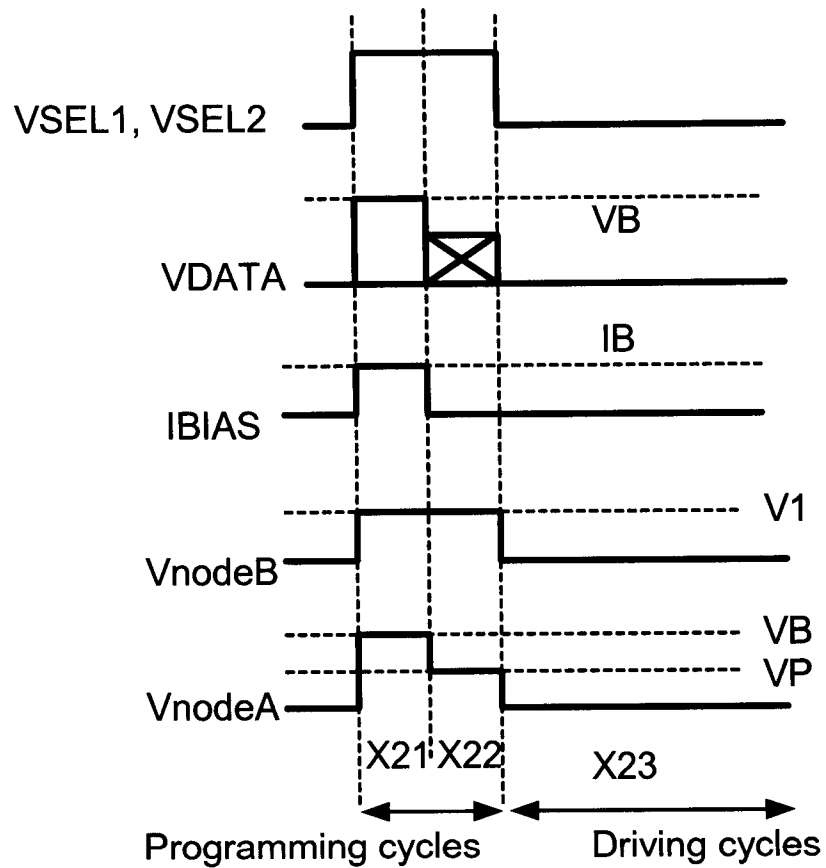 VSEL1, VSEL2
VB
VDATA
IB
IBIAS
V1
VnodeB
VB
VP
VnodeA
X21 X22 X23
Programming cycles Driving cycles